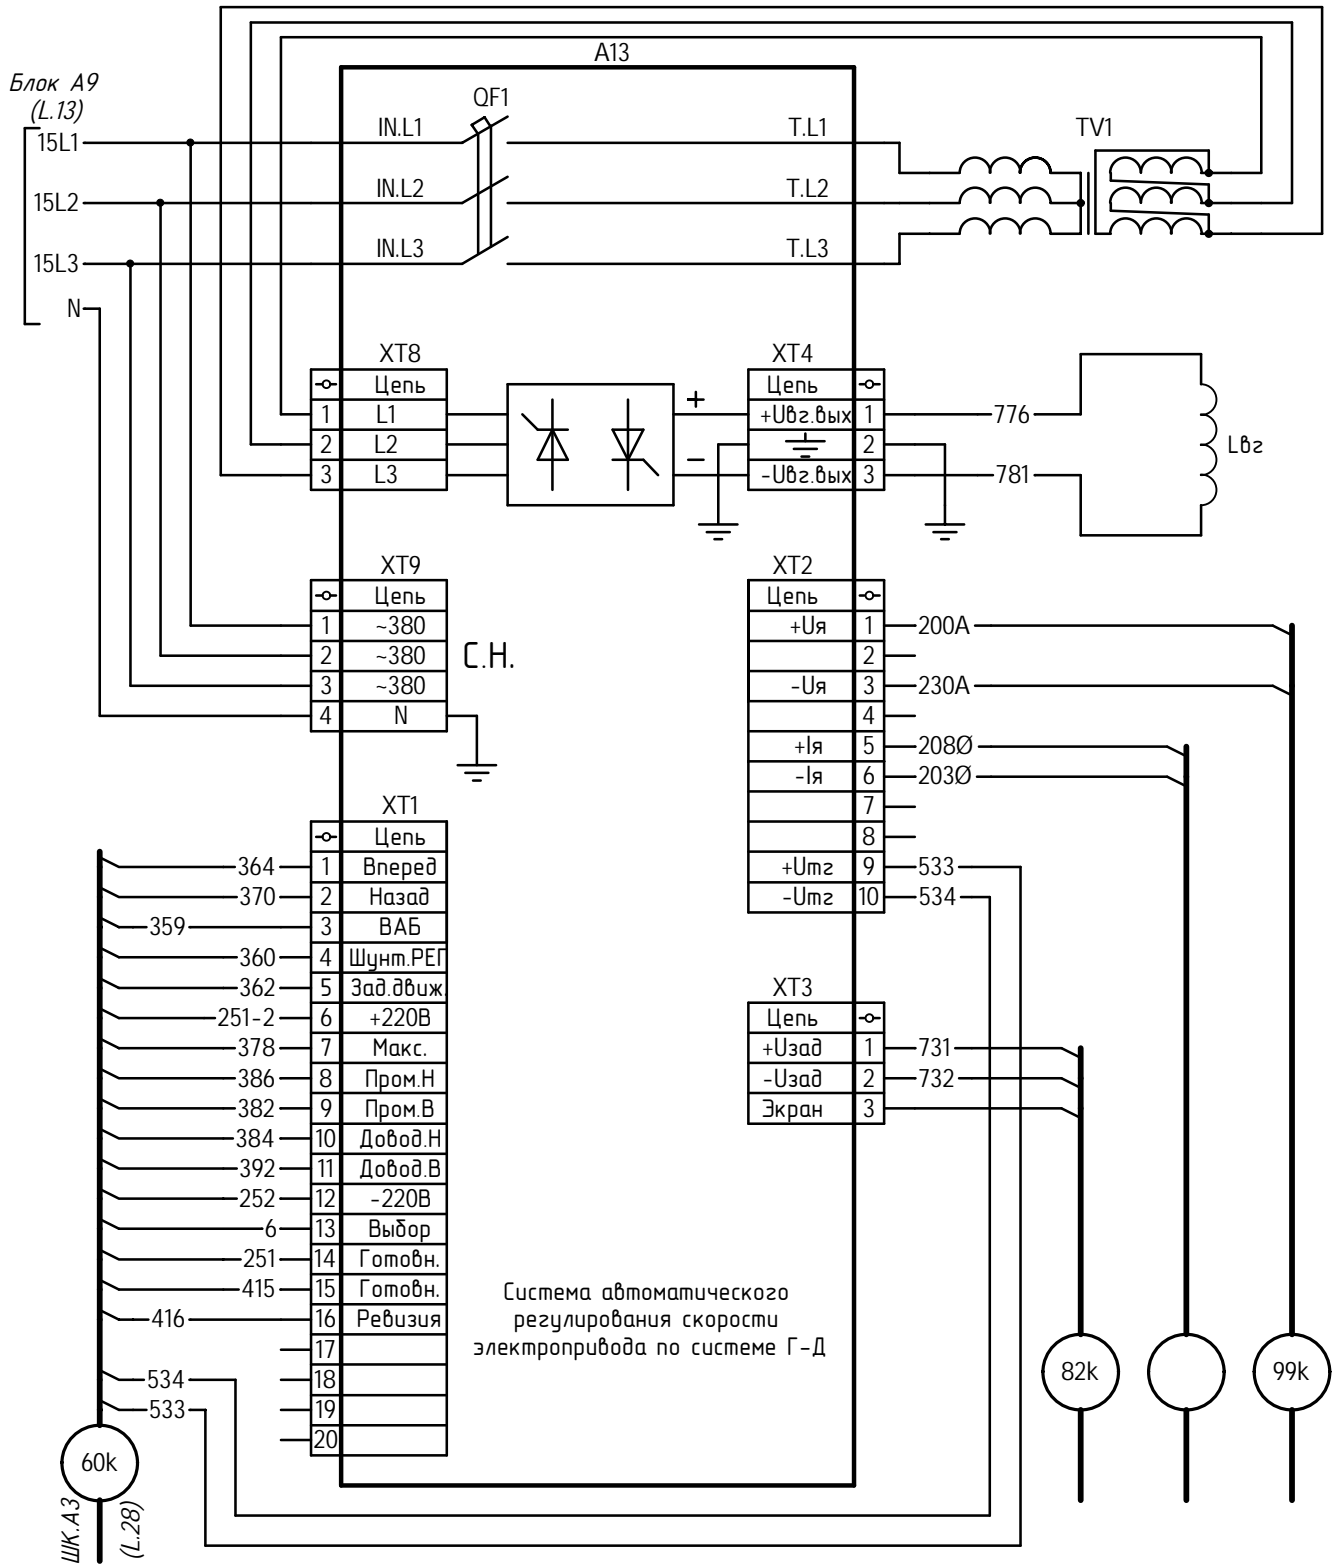 A13
Блок А9
(L.13)
15L1
IN.L1
QF1
T.L1
TV1
15L2
IN.L2
T.L2
15L3
IN.L3
T.L3
N
XT8
Цепь
1 L1
2 L2
3 L3
+
-
XT4
Цепь
+Uвг.вых 1
2
-Uвг.вых 3
776
781
Lвг
XT9
Цепь
1 ~380
2 ~380
3 ~380
4 N
С.Н.
XT2
Цепь
+Uя 1 200А
2
-Uя 3 230А
4
+Iя 5 208Ø
-Iя 6 203Ø
7
8
+Uтг 9 533
-Uтг 10 534
XT1
Цепь
364 1 Вперед
370 2 Назад
359 3 ВАБ
360 4 Шунт.РЕГ
362 5 Зад.движ.
251-2 6 +220В
378 7 Макс.
386 8 Пром.Н
382 9 Пром.В
384 10 Довод.Н
392 11 Довод.В
252 12 -220В
6 13 Выбор
251 14 Готовн.
415 15 Готовн.
416 16 Ревизия
17
534 18
533 19
20
XT3
Цепь
+Uзад 1 731
-Uзад 2 732
Экран 3
Система автоматического
регулирования скорости
электропривода по системе Г-Д
82k
99k
60k
ШК.А3
(L.28)